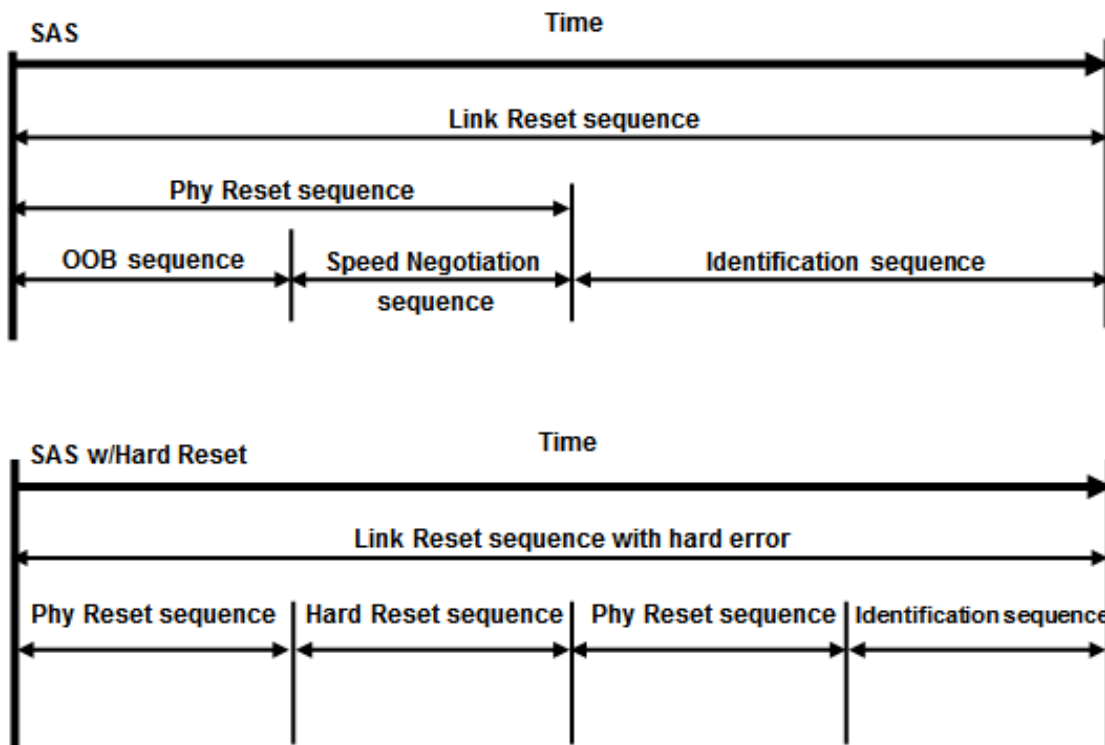 SAS
Time
Link Reset sequence
Phy Reset sequence
OOB sequence
Speed Negotiation
sequence
Identification sequence
SAS w/Hard Reset
Time
Link Reset sequence with hard error
Phy Reset sequence
Hard Reset sequence
Phy Reset sequence
Identification sequence